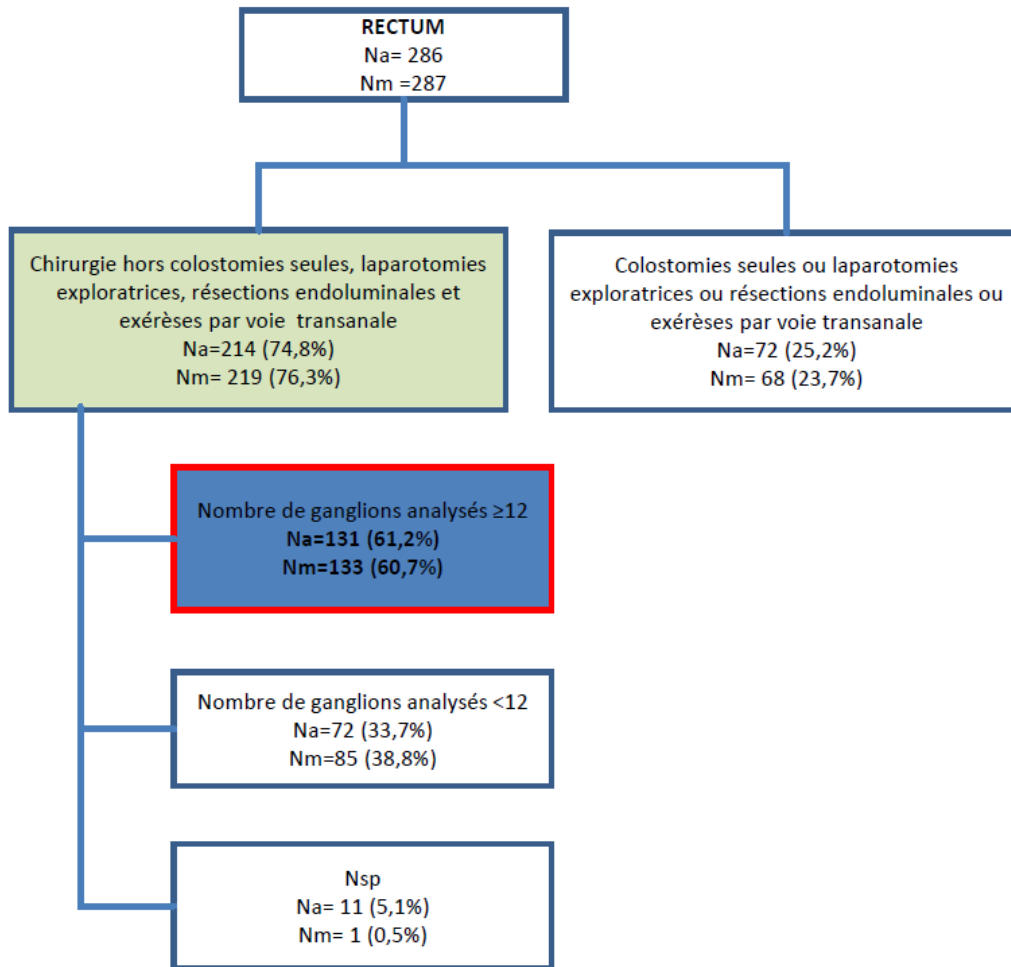 RECTUM
Na= 286
Nm =287
Chirurgie hors colostomies seules, laparotomies
exploratrices, résections endoluminales et
exérèses par voie transanale
Na=214 (74,8%)
Nm= 219 (76,3%)
Colostomies seules ou laparotomies
exploratrices ou résections endoluminales ou
exérèses par voie transanale
Na=72 (25,2%)
Nm= 68 (23,7%)
Nombre de ganglions analysés ≥12
Na=131 (61,2%)
Nm=133 (60,7%)
Nombre de ganglions analysés <12
Na=72 (33,7%)
Nm=85 (38,8%)
Nsp
Na= 11 (5,1%)
Nm= 1 (0,5%)